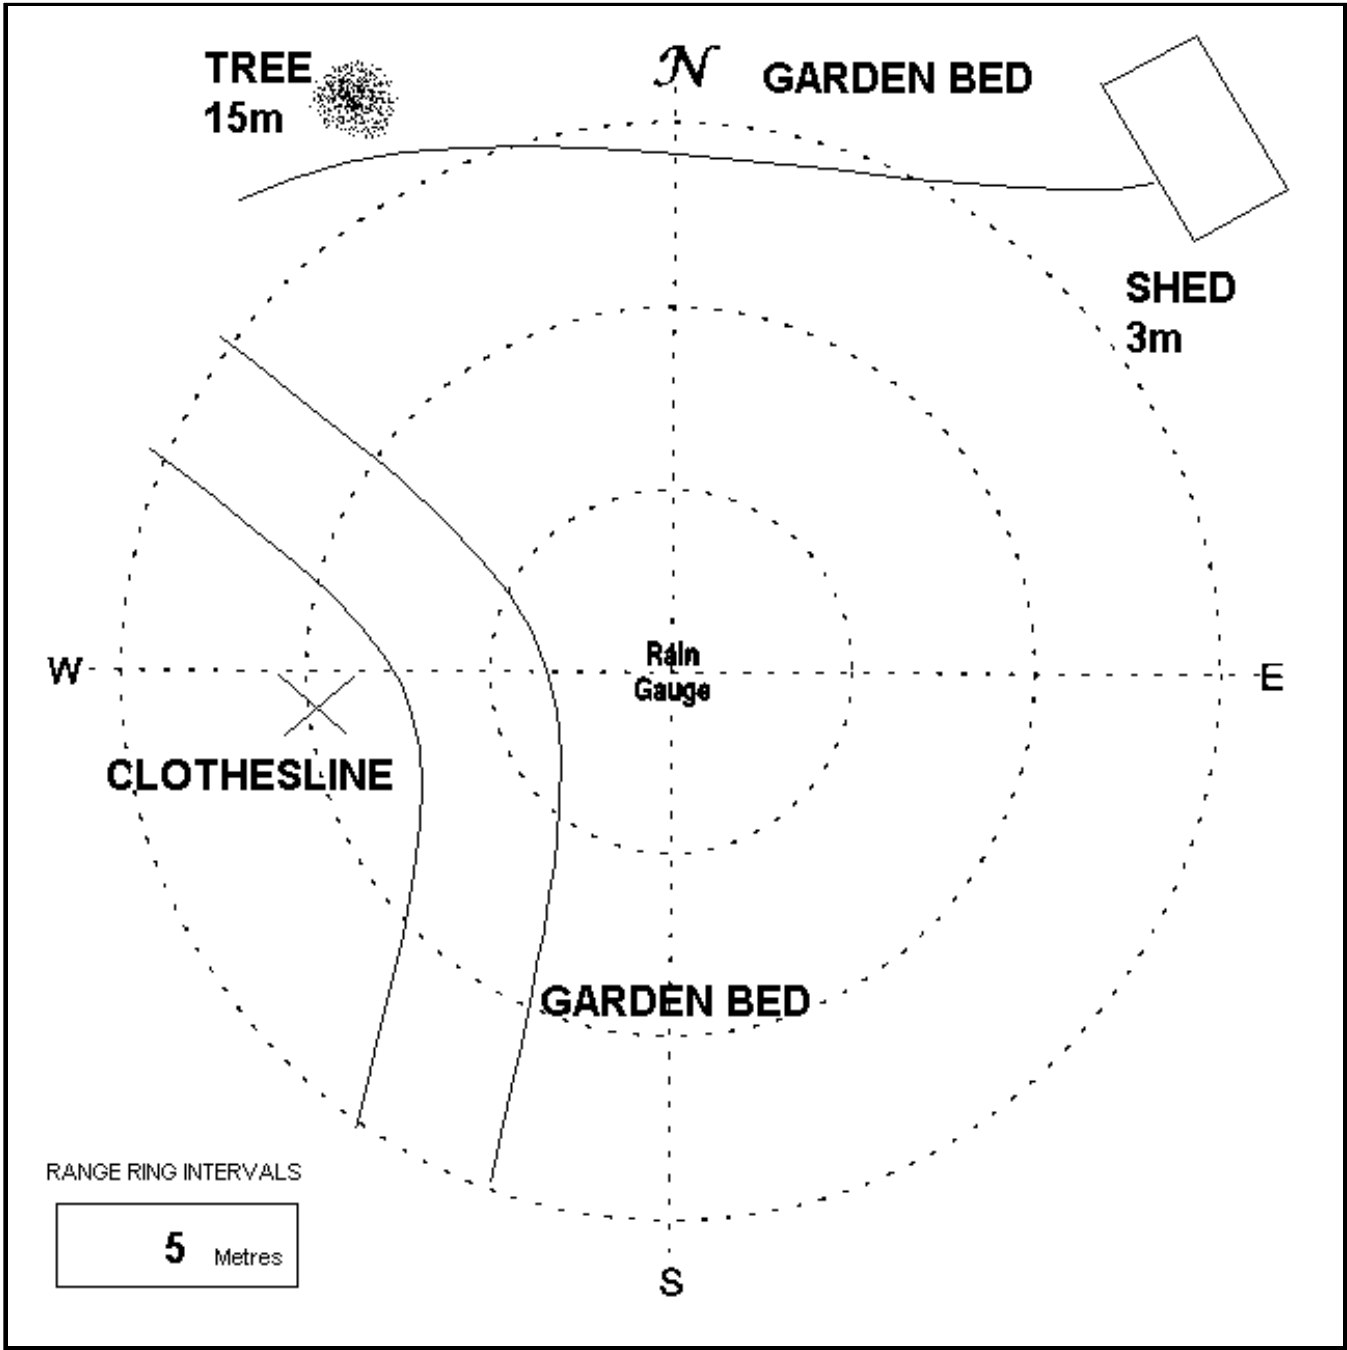 TREE
15m
N
GARDEN BED
SHED
3m
Rain
Gauge
W
E
CLOTHESLINE
GARDEN BED
RANGE RING INTERVALS
5 Metres
S